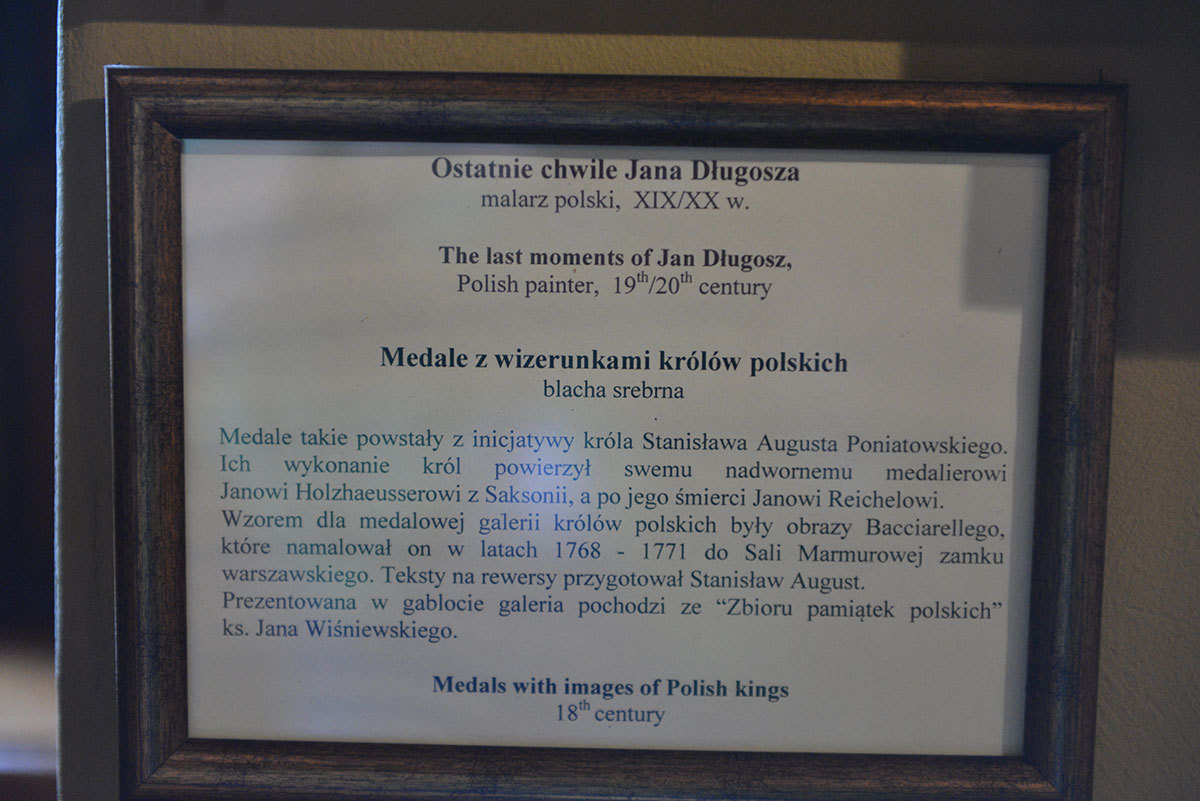 Ostatnie chwile Jana Długosza
malarz polski, XIX/XX w.
The last moments of Jan Długosz,
Polish painter, 19th/20th century
Medale z wizerunkami królów polskich
blacha srebrna
Medale takie powstały z inicjatywy króla Stanisława Augusta Poniatowskiego.
Ich wykonanie król powierzył swemu nadwornemu medalierowi
Janowi Holzhaeusserowi z Saksonii, a po jego śmierci Janowi Reichelowi.
Wzorem dla medalowej galerii królów polskich były obrazy Bacciarellego,
które namalował on w latach 1768 - 1771 do Sali Marmurowej zamku
warszawskiego. Teksty na rewersy przygotował Stanisław August.
Prezentowana w gablocie galeria pochodzi ze “Zbioru pamiątek polskich”
ks. Jana Wiśniewskiego.
Medals with images of Polish kings
18th century